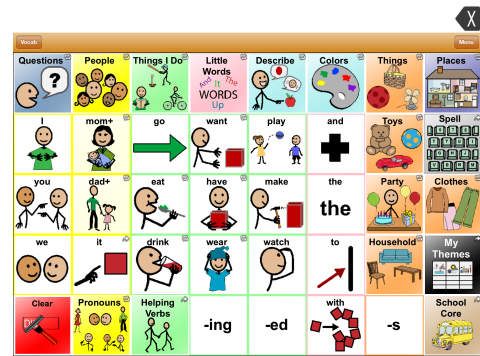 X
Vocab
Menu
Questions
?
People
Things I Do
Little Words
And It The
WORDS
Up
Describe
Colors
Things
Places
I
mom+
go
want
play
and
Toys
Spell
you
dad+
eat
have
make
the
the
Party
Clothes
we
it
drink
wear
watch
to
Household
My Themes
Clear
Pronouns
Helping Verbs
-ing
-ed
with
-s
School Core